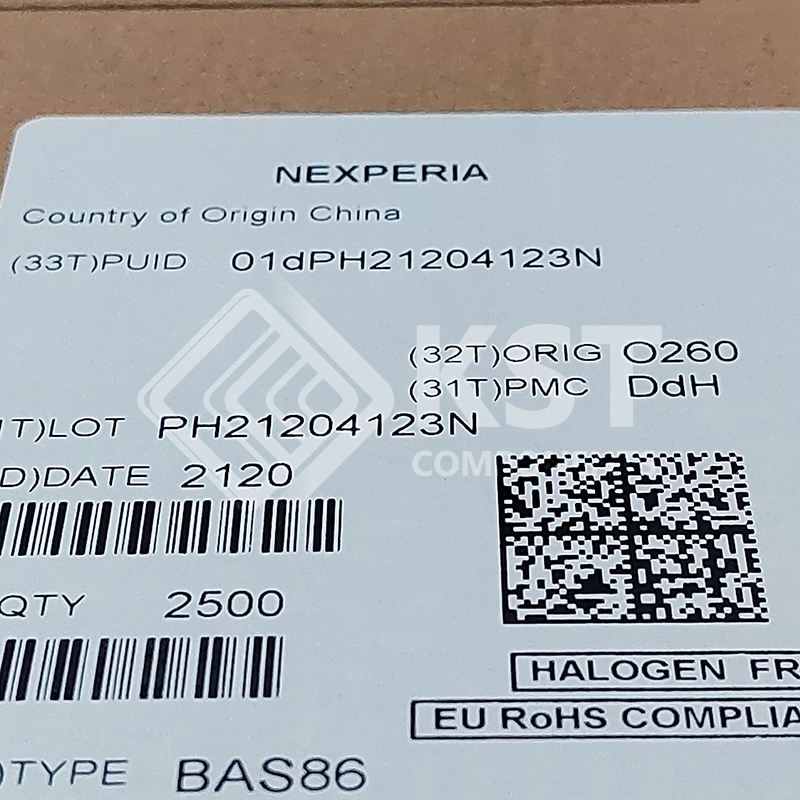 NEXPERIA
Country of Origin China
(33T)PUID 01dPH21204123N
KST
(32T)ORIG O260
(31T)PMC DdH
T)LOT PH21204123N
D)DATE 2120
QTY 2500
HALOGEN FR
EU RoHS COMPLIA
)TYPE BAS86